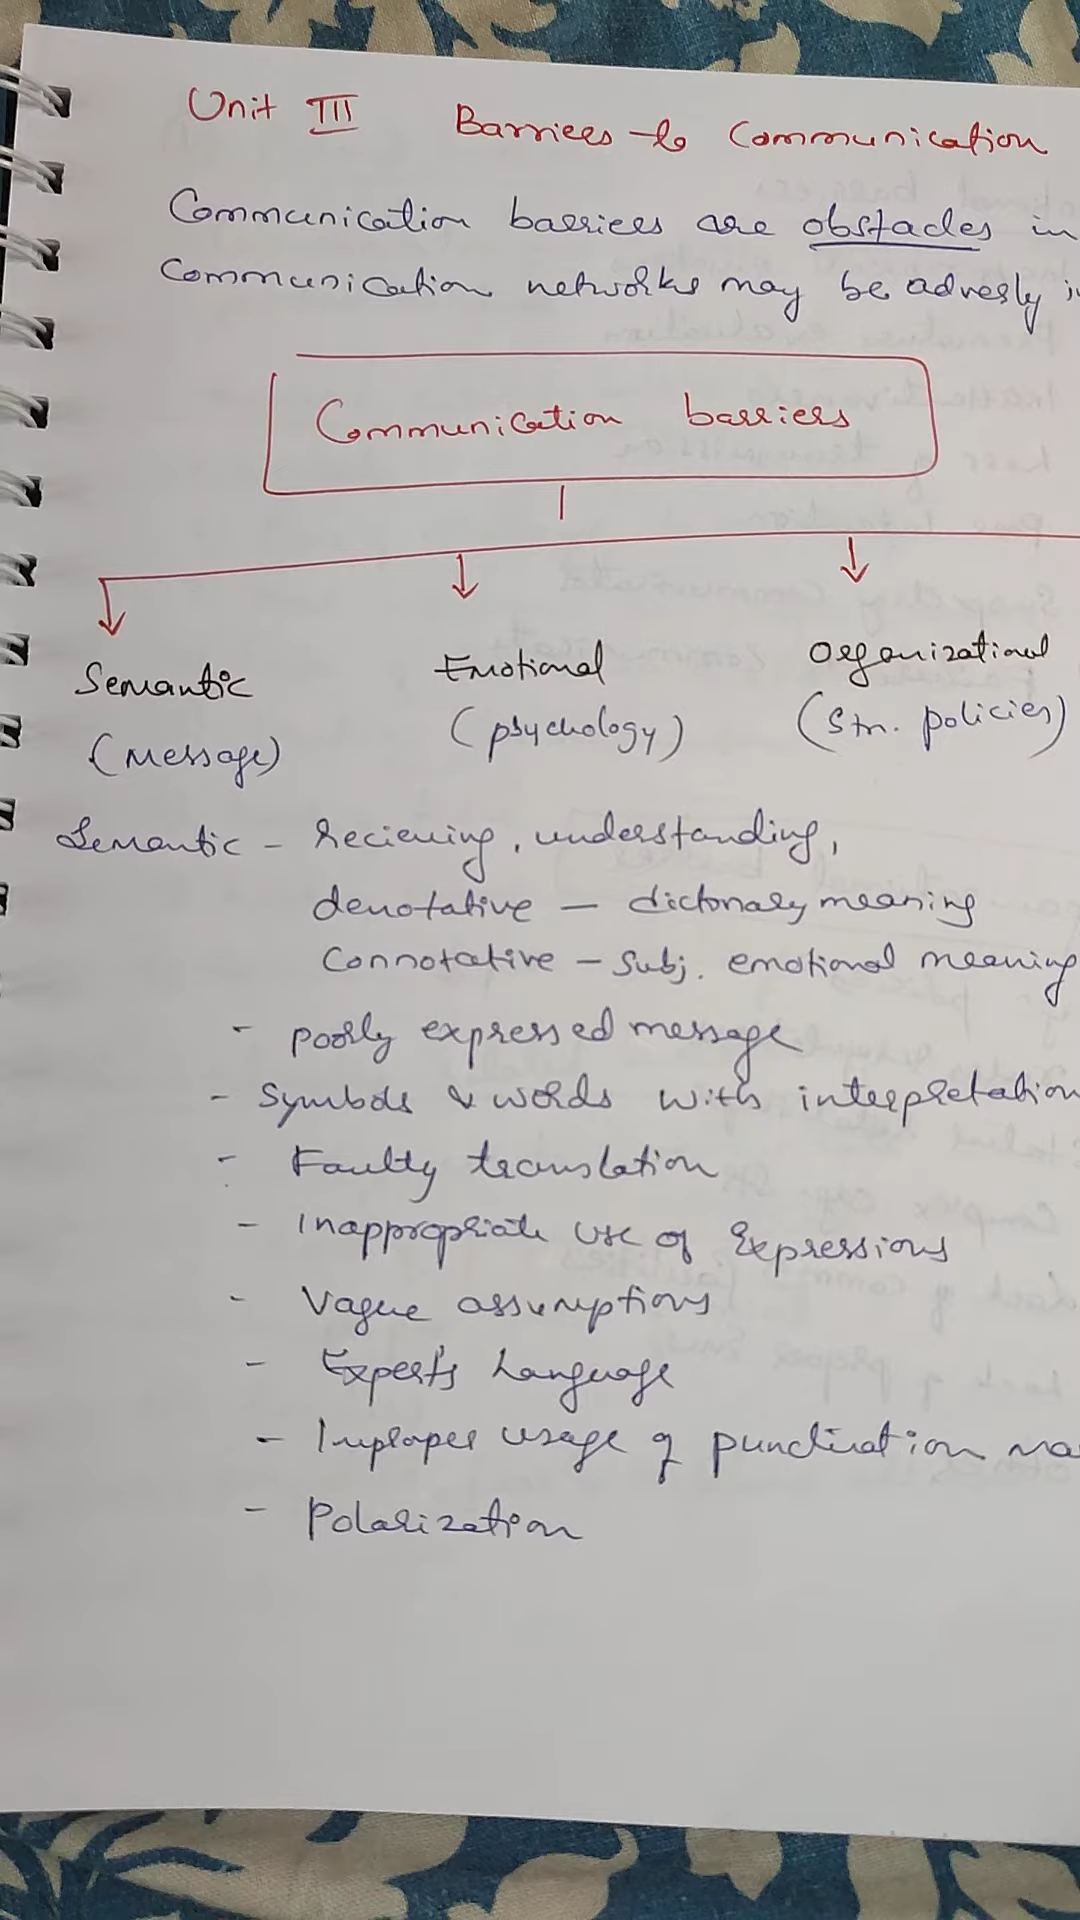 Unit III Barriers to Communication
Communication barriers are obstacles in
Communication networks may be adversly
Communication barriers
Semantic Emotional Organizational
(Message) (psychology) (Str. policies)
Semantic - Recieving, understanding,
denotative - dictonary meaning
Connotative - Subj. emotional meaning
- poorly expressed message
- Symbols & words with interpretation
- Faulty translation
- Inappropriate use of Expressions
- Vague assumptions
- Experts Language
- Improper usage of punctuation
- Polarization